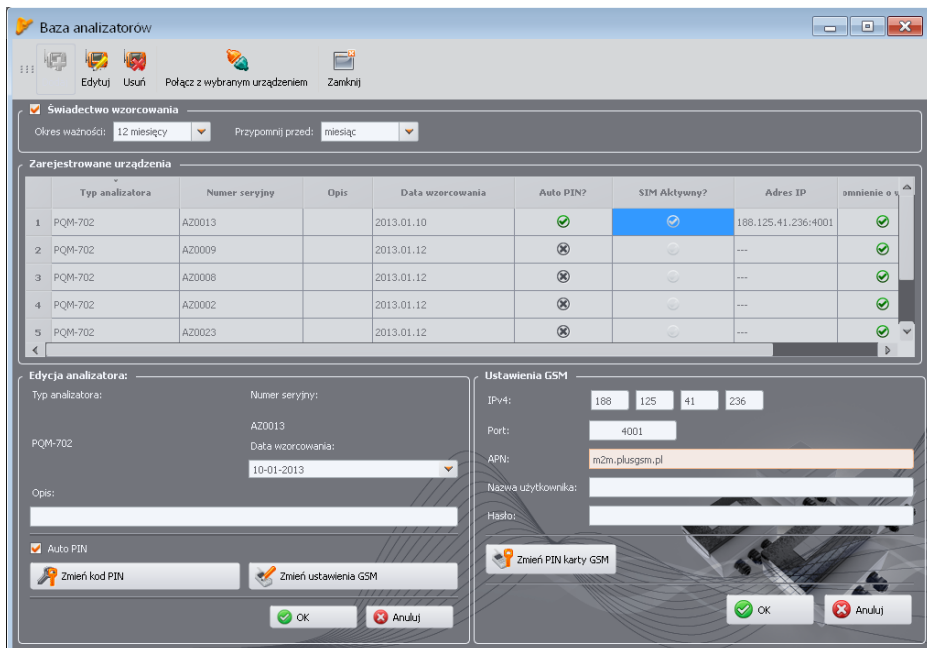 Baza analizatorów
Edytuj Usuń Połącz z wybranym urządzeniem Zamknij
Świadectwo wzorcowania
Okres ważności: 12 miesięcy Przypomnij przed: miesiąc
Zarejestrowane urządzenia
Typ analizatora Numer seryjny Opis Data wzorcowania Auto PIN? SIM Aktywny? Adres IP omnienie o w
1 PQM-702 AZ0013 2013.01.10 188.125.41.236:4001
2 PQM-702 AZ0009 2013.01.12 ---
3 PQM-702 AZ0008 2013.01.12 ---
4 PQM-702 AZ0002 2013.01.12 ---
5 PQM-702 AZ0023 2013.01.12 ---
Edycja analizatora:
Typ analizatora: Numer seryjny:
AZ0013
PQM-702
Data wzorcowania:
10-01-2013
Opis:
Auto PIN
Zmień kod PIN Zmień ustawienia GSM
OK Anuluj
Ustawienia GSM
IPv4: 188 125 41 236
Port: 4001
APN: m2m.plusgsm.pl
Nazwa użytkownika:
Hasło:
Zmień PIN karty GSM
OK Anuluj